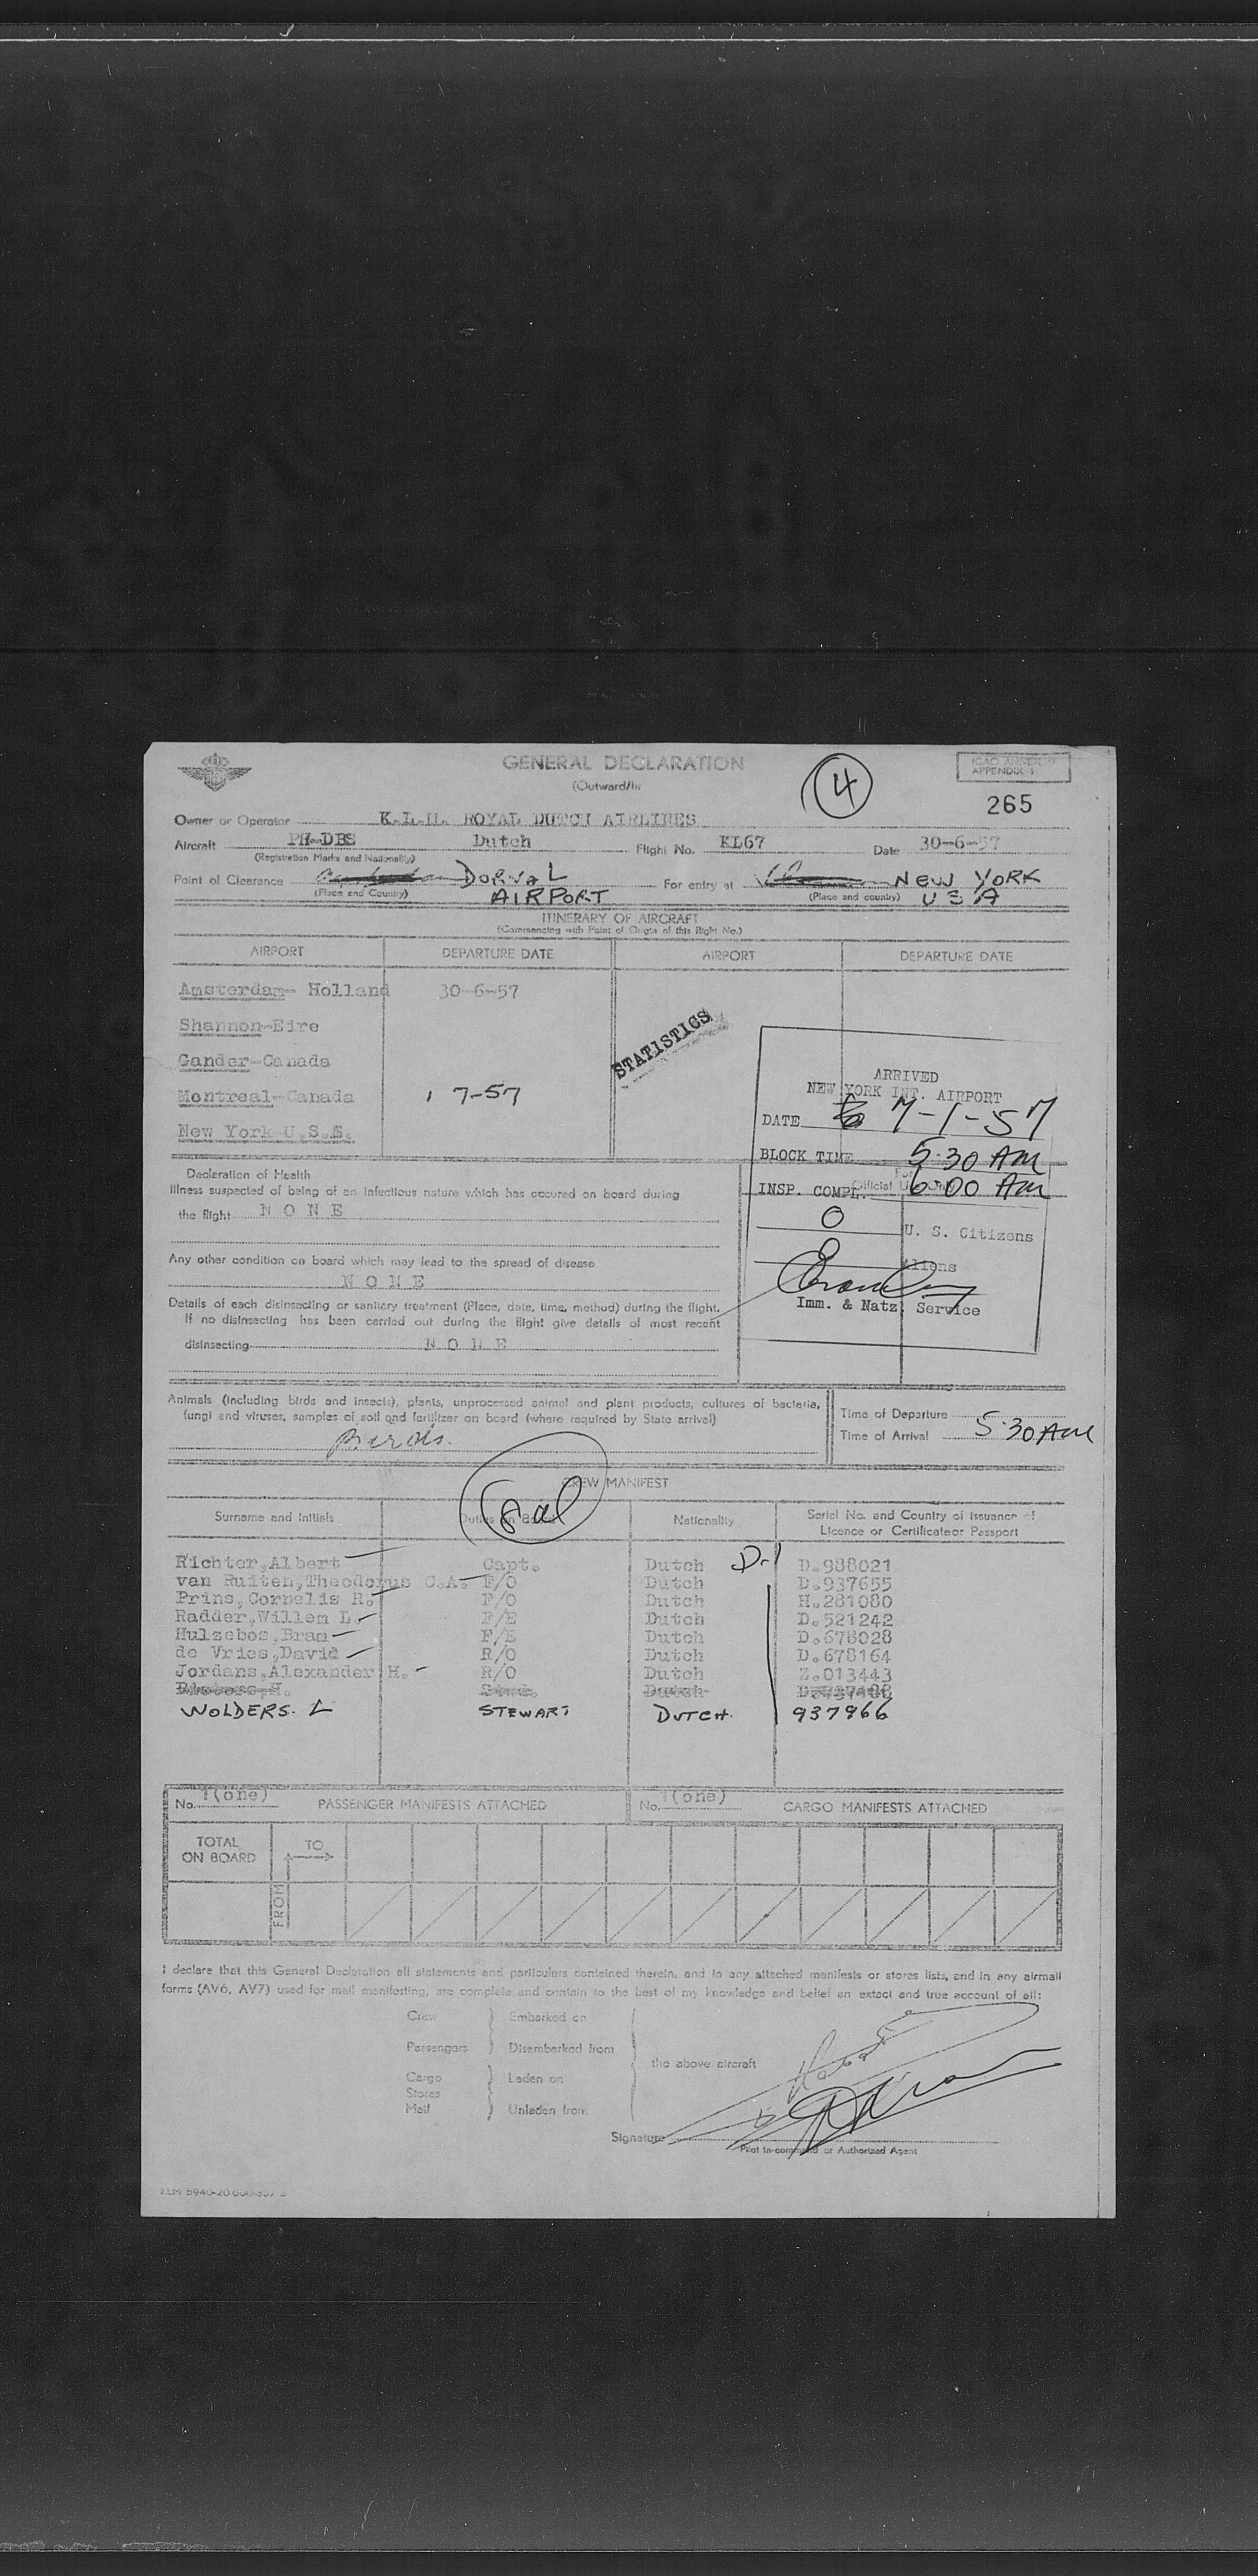 GENERAL DECLARATION
(Outward/In
4
ICAO ANNEX 9
APPENDIX 1
265
Owner or Operator K.L.M. ROYAL DUTCH AIRLINES
Aircraft PH-DBS Dutch Flight No. KL67 Date 30-6-57
(Registration Marks and Nationality)
Point of Clearance DORVAL AIRPORT For entry at NEW YORK USA
(Place and Country) (Place and country)
ITINERARY OF AIRCRAFT
(Commencing with Point of Origin of this flight No.)
AIRPORT DEPARTURE DATE AIRPORT DEPARTURE DATE
Amsterdam- Holland 30-6-57
Shannon-Eire
Gander-Canada
Montreal-Canada 1 7-57
New York-U.S.A.
STATISTICS
ARRIVED
NEW YORK INT. AIRPORT
DATE 7-1-57
BLOCK TIME 5:30 AM
INSP. COMPL. 6:00 AM
Official Use Only
0 U. S. Citizens
Aliens
Imm. & Natz. Service
Declaration of Health
Illness suspected of being of an infectious nature which has occured on board during
the flight NONE
Any other condition on board which may lead to the spread of disease
NONE
Details of each disinsecting or sanitary treatment (Place, date, time, method) during the flight.
If no disinsecting has been carried out during the flight give details of most recent
disinsecting NONE
Animals (including birds and insects), plants, unprocessed animal and plant products, cultures of bacteria,
fungi and viruses, samples of soil and fertilizer on board (where required by State arrival)
Birds.
Time of Departure
Time of Arrival 5:30 AM
CREW MANIFEST
Surname and Initials Duties on Board Nationality Serial No. and Country of Issuance of
Licence or Certificate or Passport
D-1
Richter,Albert Capt. Dutch D.988021
van Ruiten,Theodorus C.A. F/O Dutch D.937655
Prins,Cornelis R. F/O Dutch H.281080
Radder,Willem L. F/E Dutch D.521242
Hulzebos,Bram F/E Dutch D.678028
de Vries,David R/O Dutch D.678164
Jordans,Alexander H. R/O Dutch Z.013443
WOLDERS. L STEWART DUTCH. 937966
No. 1(one) PASSENGER MANIFESTS ATTACHED No. 1(one) CARGO MANIFESTS ATTACHED
TOTAL
ON BOARD
TO
FROM
I declare that this General Declaration all statements and particulars contained therein, and in any attached manifests or stores lists, and in any airmail
forms (AV6, AV7) used for mail manifesting, are complete and contain to the best of my knowledge and belief an extact and true account of all:
Crew Embarked on
Passengers Disembarked from
the above aircraft
Cargo Laden on
Stores
Mail Unladen from
Signature
Pilot in-command or Authorized Agent